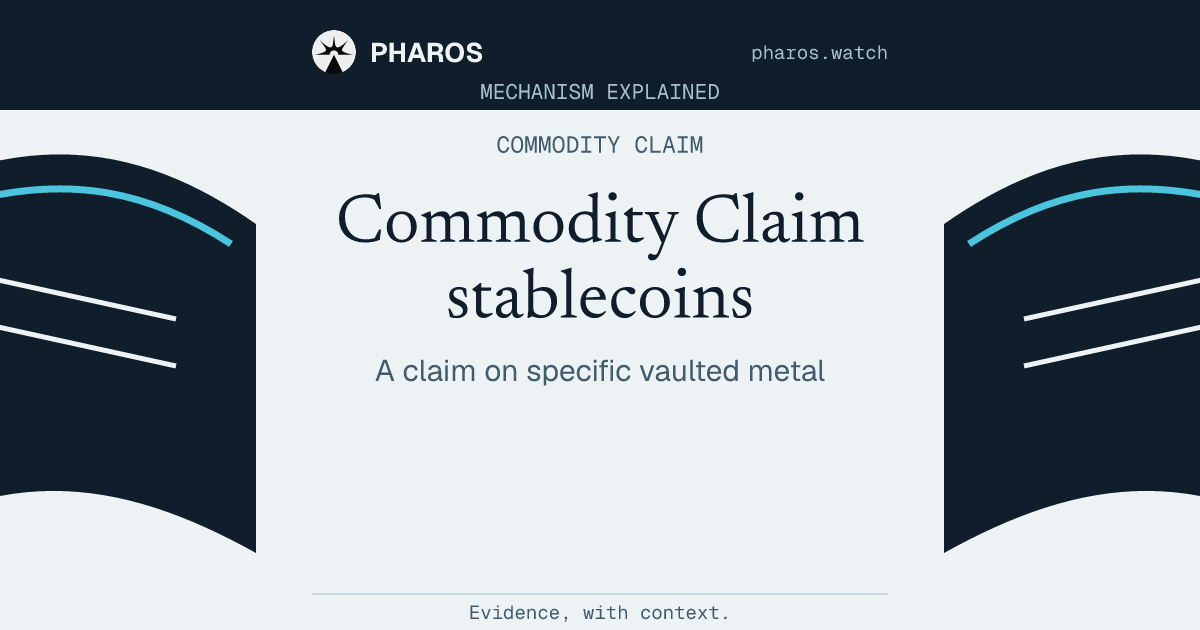 PHAROS
pharos.watch
MECHANISM EXPLAINED
COMMODITY CLAIM
Commodity Claim
stablecoins
A claim on specific vaulted metal
Evidence, with context.